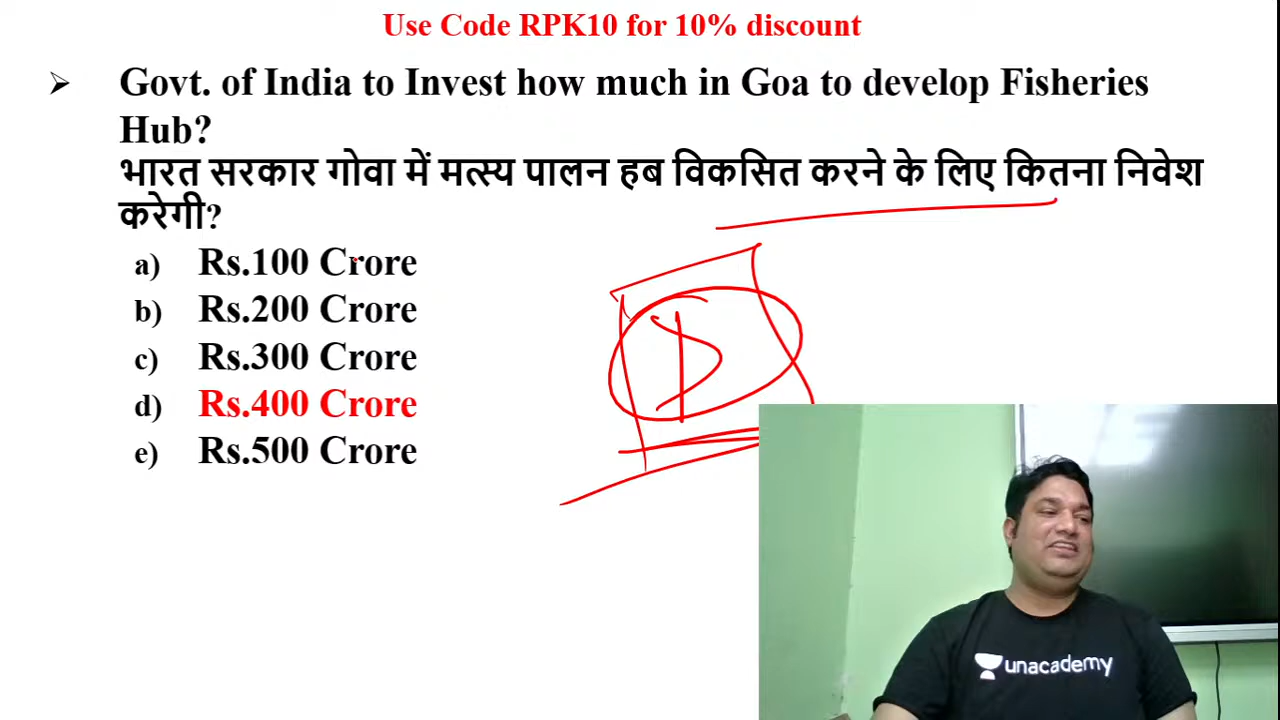 Use Code RPK10 for 10% discount
➢ Govt. of India to Invest how much in Goa to develop Fisheries
Hub?
भारत सरकार गोवा में मत्स्य पालन हब विकसित करने के लिए कितना निवेश
करेगी?
a) Rs.100 Crore
b) Rs.200 Crore
c) Rs.300 Crore
d) Rs.400 Crore
e) Rs.500 Crore
D
unacademy